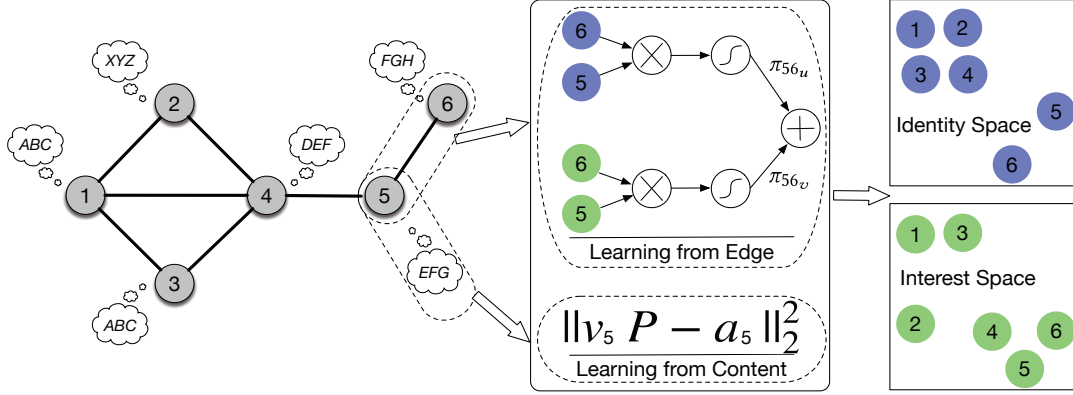 XYZ
2
ABC
1
DEF
4
3
ABC
FGH
6
5
EFG
6
5
π56u
6
5
π56v
Learning from Edge
||v5 P − a5||22
Learning from Content
1
2
3
4
5
Identity Space
6
1
3
Interest Space
2
4
6
5